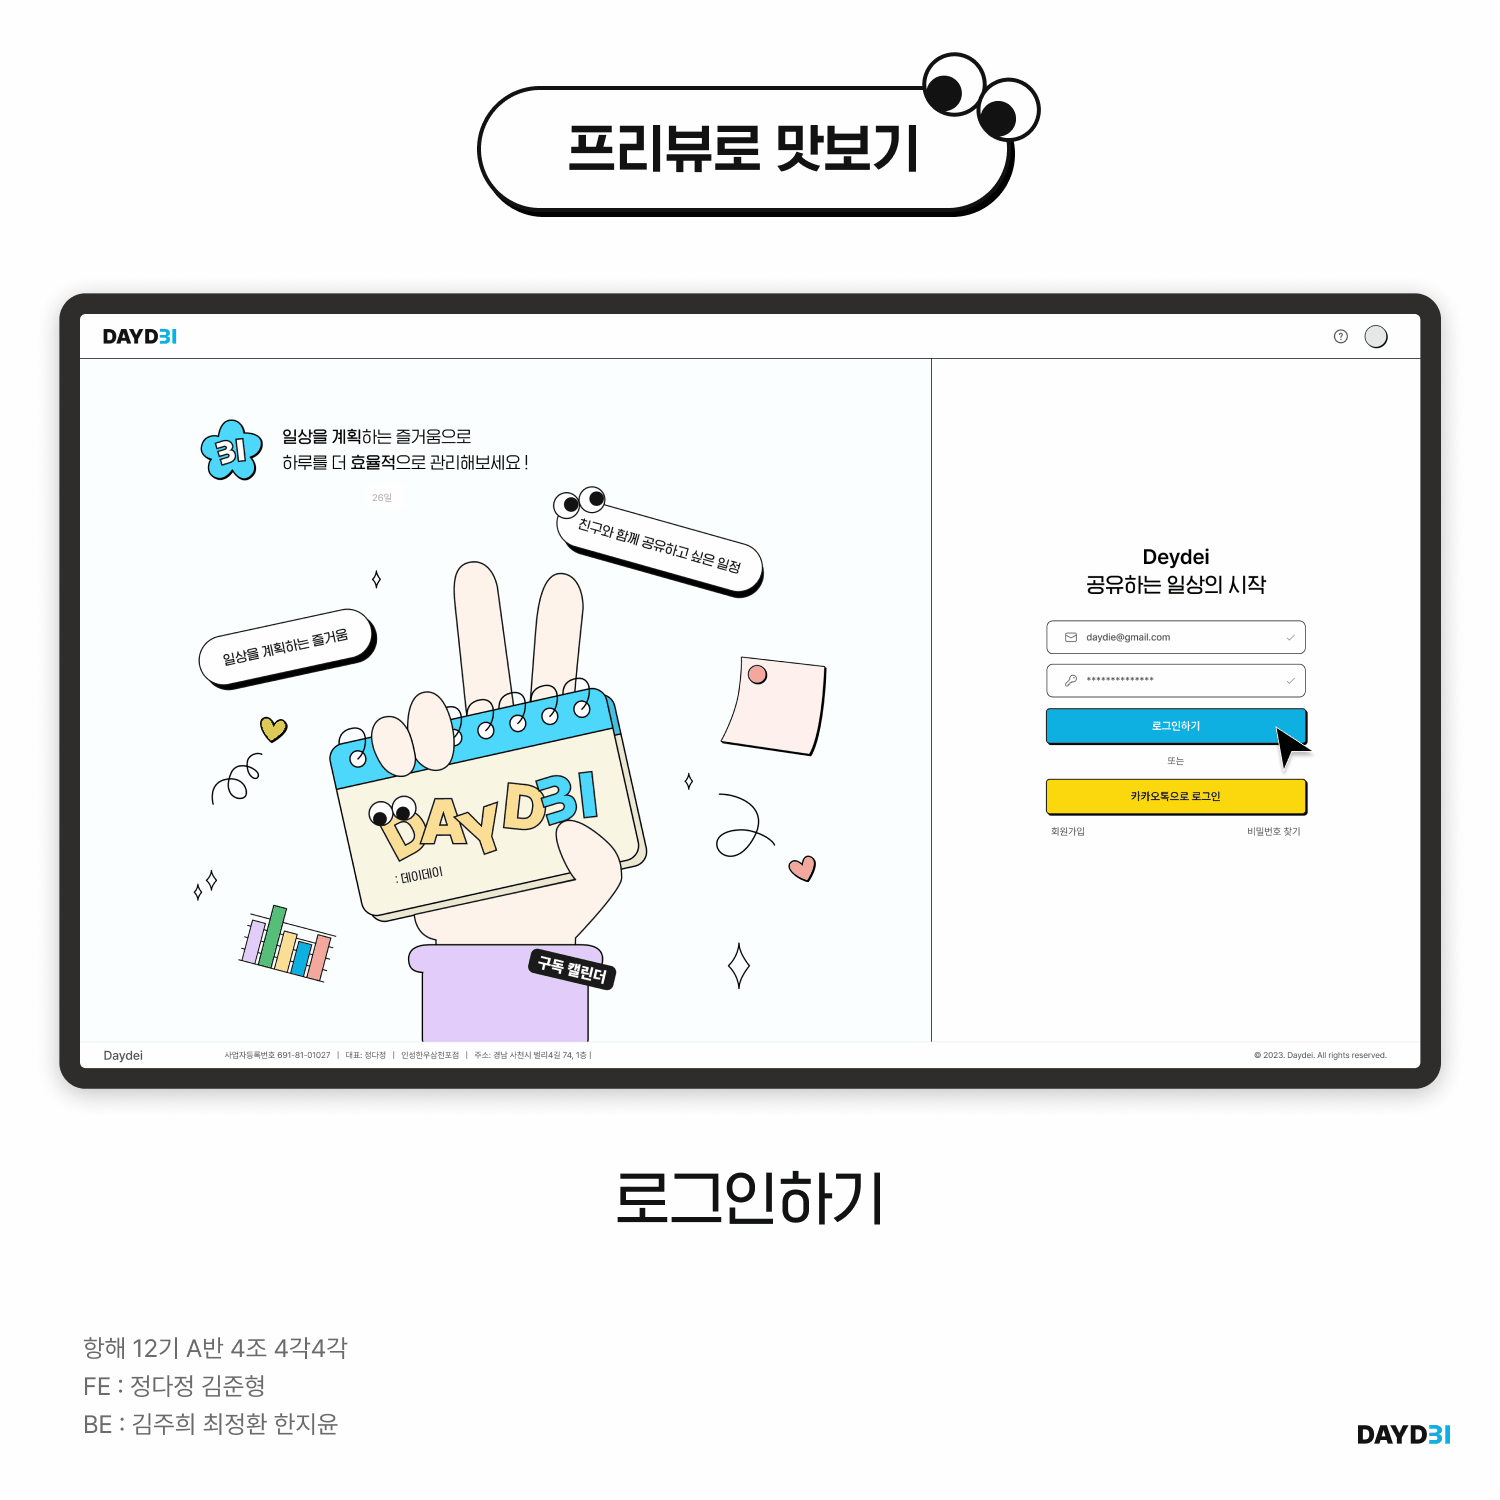 프리뷰로 맛보기
DAYD31
31
일상을 계획하는 즐거움으로
하루를 더 효율적으로 관리해보세요 !
26일
친구와 함께 공유하고 싶은 일정
일상을 계획하는 즐거움
DAYD31
: 데이데이
구독 캘린더
Deydei
공유하는 일상의 시작
daydie@gmail.com
**************
로그인하기
또는
카카오톡으로 로그인
회원가입
비밀번호 찾기
Daydei
사업자등록번호 691-81-01027 | 대표: 정다정 | 인성한우삼천포점 | 주소: 경남 사천시 벌리4길 74, 1층 |
© 2023. Daydei. All rights reserved.
로그인하기
항해 12기 A반 4조 4각4각
FE : 정다정 김준형
BE : 김주희 최정환 한지윤
DAYD31